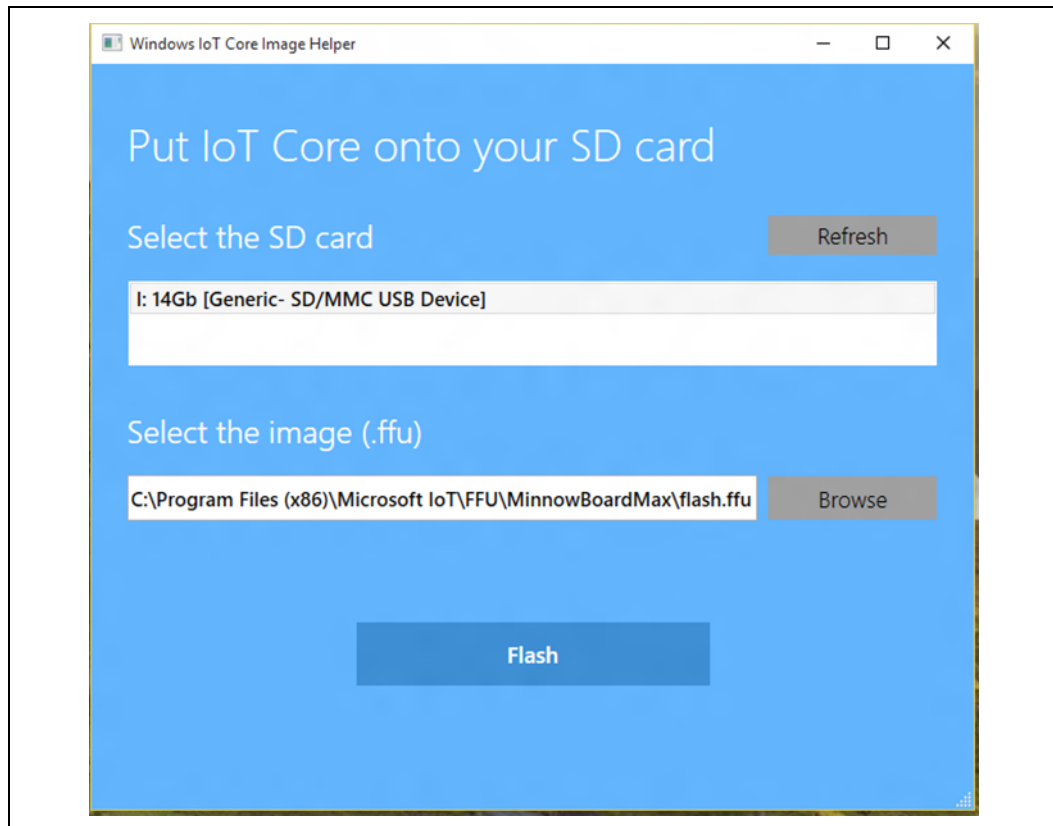 Windows IoT Core Image Helper
Put IoT Core onto your SD card
Select the SD card
Refresh
I: 14Gb [Generic- SD/MMC USB Device]
Select the image (.ffu)
C:\Program Files (x86)\Microsoft IoT\FFU\MinnowBoardMax\flash.ffu
Browse
Flash